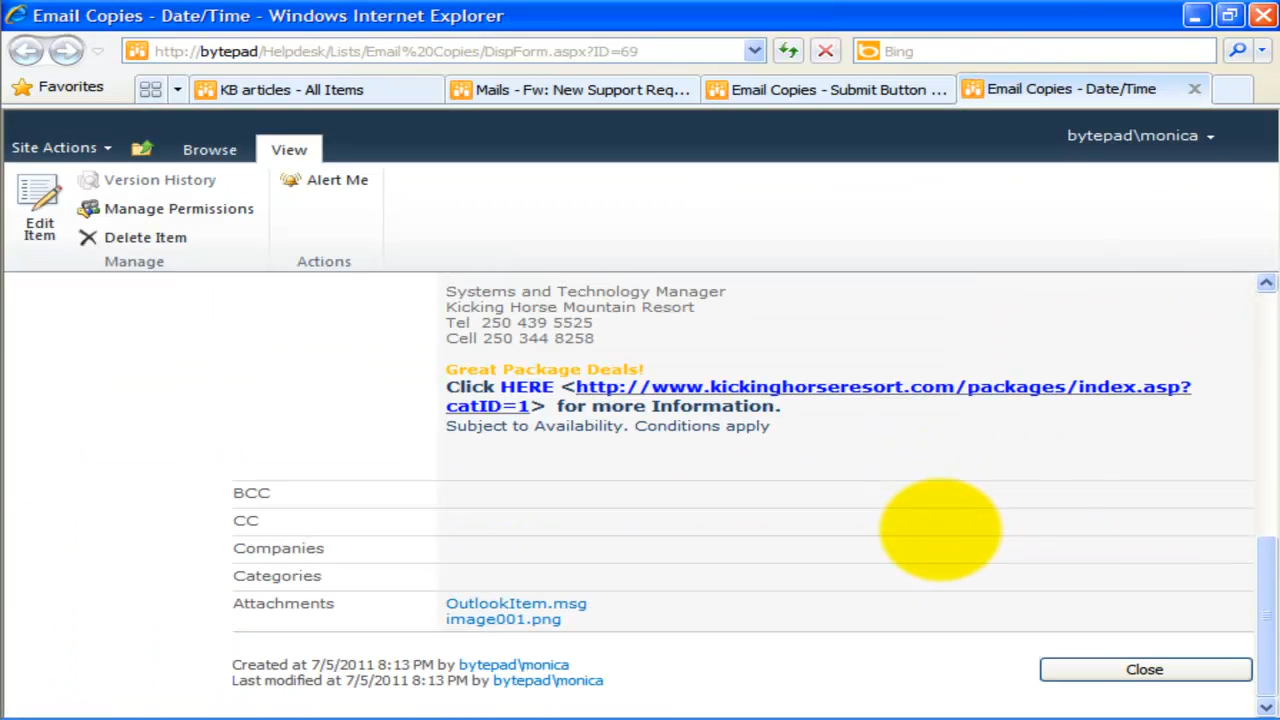 Email Copies - Date/Time - Windows Internet Explorer
http://bytepad/Helpdesk/Lists/Email%20Copies/DispForm.aspx?ID=69
Bing
Favorites
KB articles - All Items
Mails - Fw: New Support Req...
Email Copies - Submit Button ...
Email Copies - Date/Time
Site Actions
Browse
View
bytepad\monica
Edit
Item
Version History
Manage Permissions
Delete Item
Manage
Alert Me
Actions
Systems and Technology Manager
Kicking Horse Mountain Resort
Tel 250 439 5525
Cell 250 344 8258
Great Package Deals!
Click HERE <http://www.kickinghorseresort.com/packages/index.asp?
catID=1> for more Information.
Subject to Availability. Conditions apply
BCC
CC
Companies
Categories
Attachments
OutlookItem.msg
image001.png
Created at 7/5/2011 8:13 PM by bytepad\monica
Last modified at 7/5/2011 8:13 PM by bytepad\monica
Close